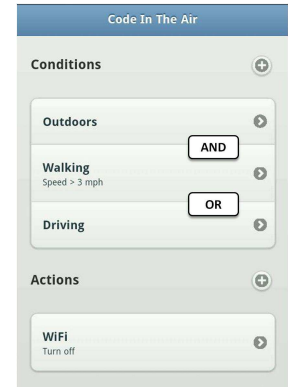 Code In The Air
Conditions
Outdoors
AND
Walking
Speed > 3 mph
OR
Driving
Actions
WiFi
Turn off